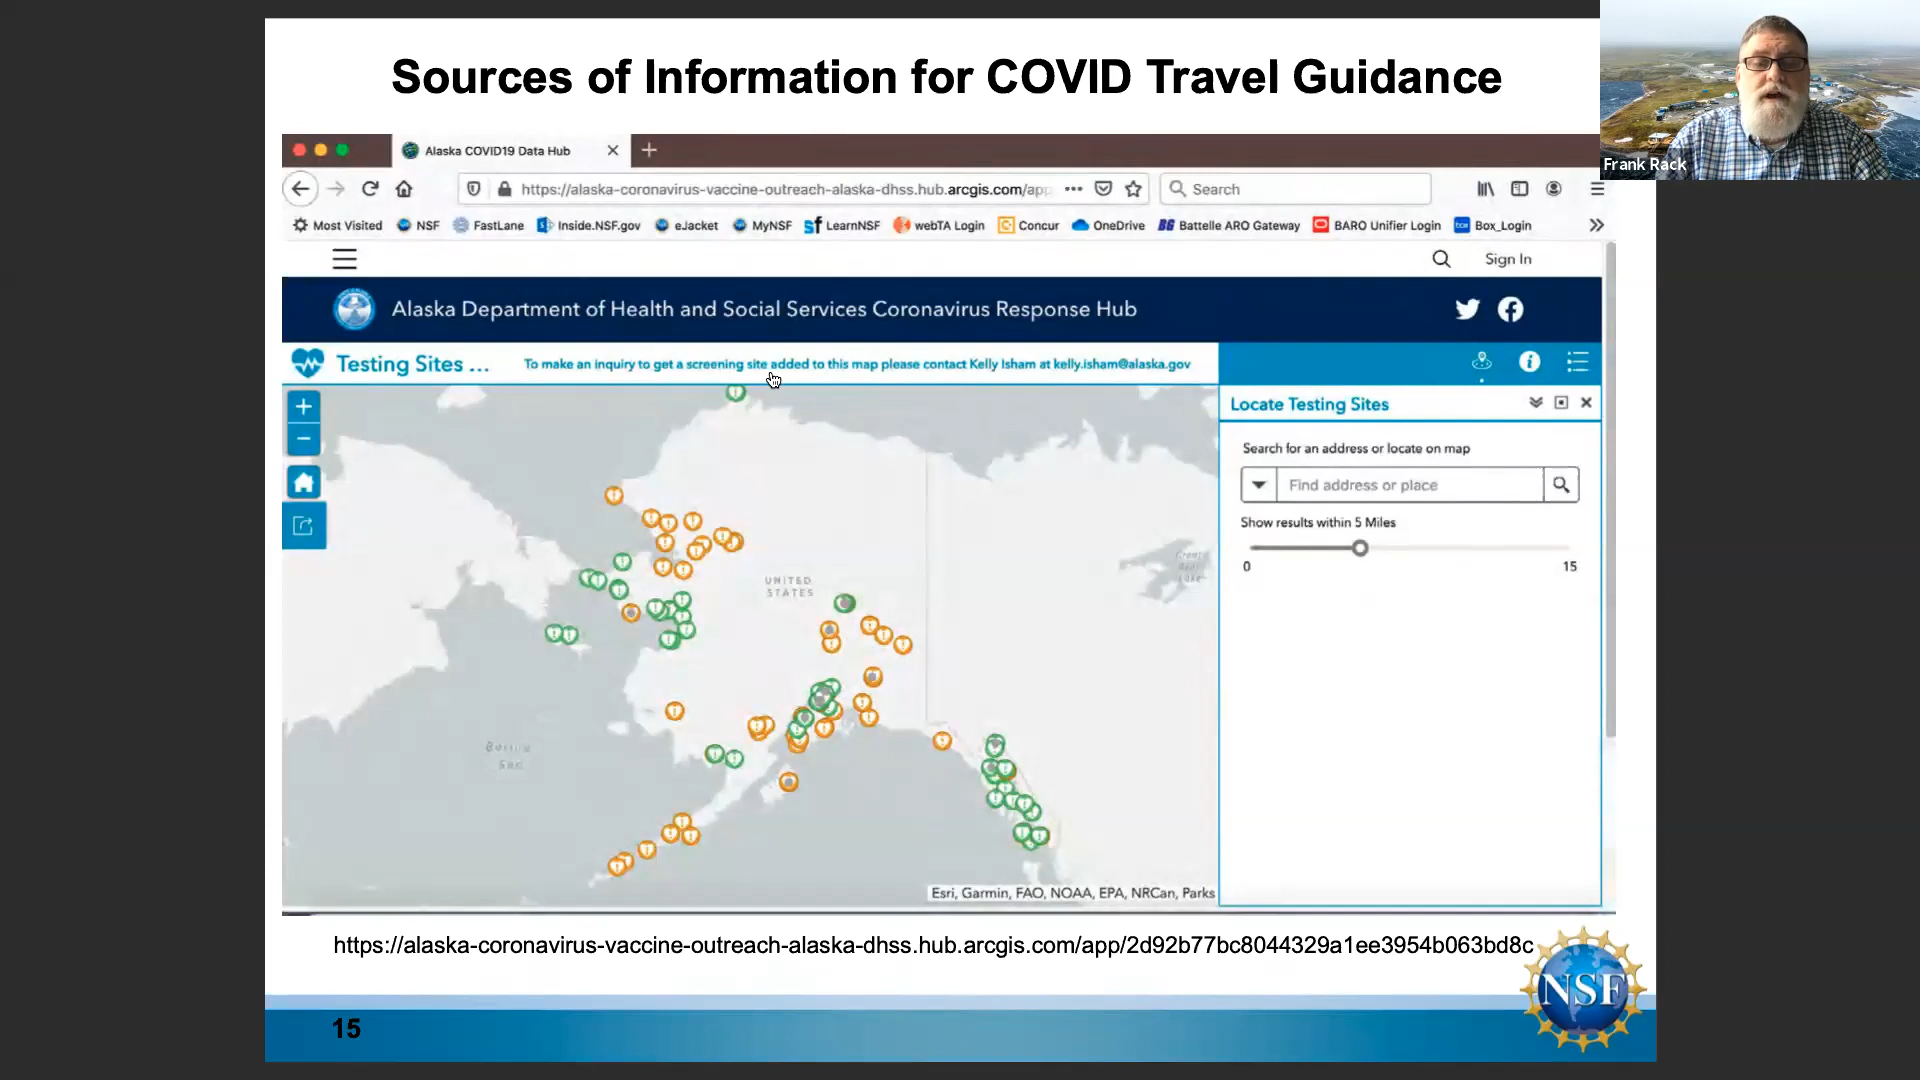 Sources of Information for COVID Travel Guidance
Frank Rack
Alaska COVID19 Data Hub
https://alaska-coronavirus-vaccine-outreach-alaska-dhss.hub.arcgis.com/app
Search
Most Visited NSF FastLane Inside.NSF.gov eJacket MyNSF LearnNSF webTA Login Concur OneDrive Battelle ARO Gateway BARO Unifier Login Box_Login
Sign In
Alaska Department of Health and Social Services Coronavirus Response Hub
Testing Sites ...
To make an inquiry to get a screening site added to this map please contact Kelly Isham at kelly.isham@alaska.gov
Locate Testing Sites
Search for an address or locate on map
Find address or place
Show results within 5 Miles
0 15
UNITED
STATES
Great
Bear
Lake
Bering
Sea
Esri, Garmin, FAO, NOAA, EPA, NRCan, Parks
https://alaska-coronavirus-vaccine-outreach-alaska-dhss.hub.arcgis.com/app/2d92b77bc8044329a1ee3954b063bd8c
NSF
15